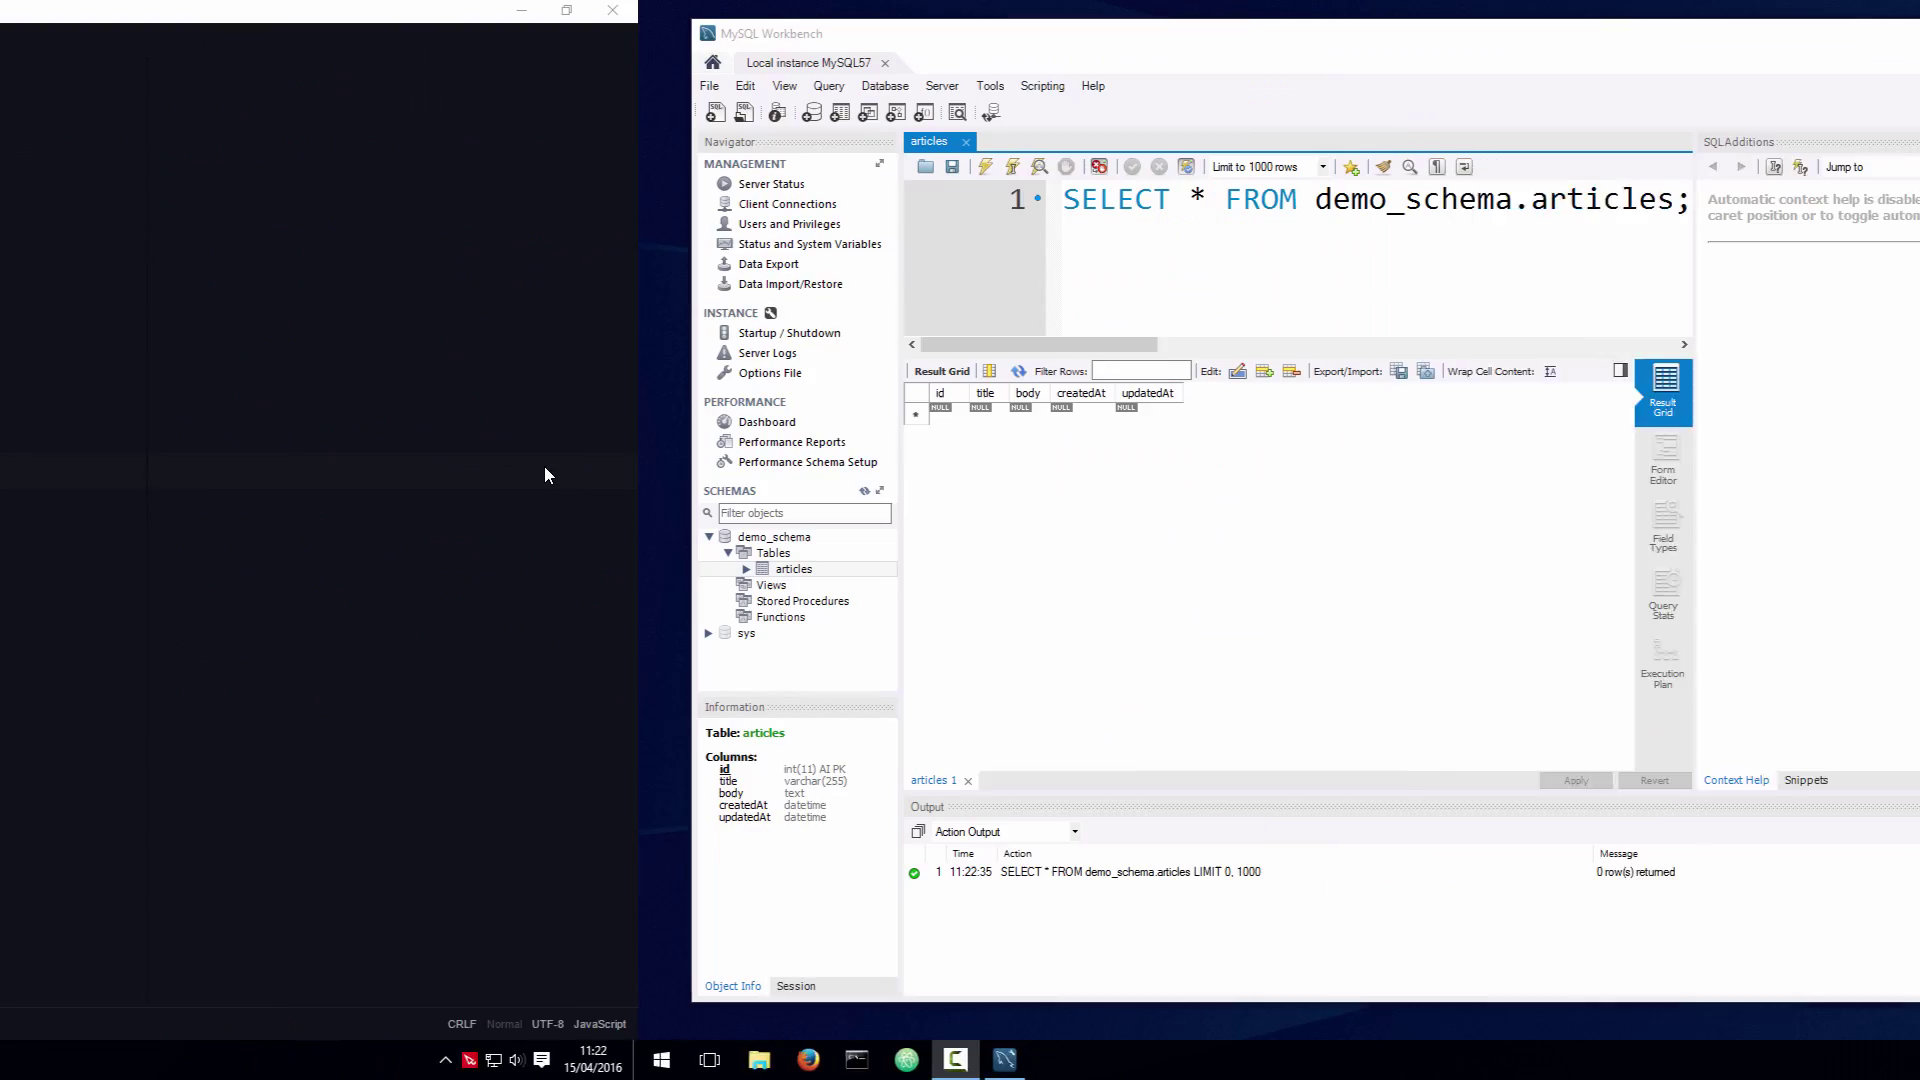 MySQL Workbench
Local instance MySQL57
File Edit View Query Database Server Tools Scripting Help
Navigator
MANAGEMENT
Server Status
Client Connections
Users and Privileges
Status and System Variables
Data Export
Data Import/Restore
INSTANCE
Startup / Shutdown
Server Logs
Options File
PERFORMANCE
Dashboard
Performance Reports
Performance Schema Setup
SCHEMAS
Filter objects
demo_schema
Tables
articles
Views
Stored Procedures
Functions
sys
Information
Table: articles
Columns:
id int(11) AI PK
title varchar(255)
body text
createdAt datetime
updatedAt datetime
Object Info Session
articles
Limit to 1000 rows
1 SELECT * FROM demo_schema.articles;
Result Grid Filter Rows: Edit: Export/Import: Wrap Cell Content:
id title body createdAt updatedAt
* NULL NULL NULL NULL NULL
Result
Grid
Form
Editor
Field
Types
Query
Stats
Execution
Plan
articles 1 Apply Revert
SQLAdditions
Jump to
Automatic context help is disable
caret position or to toggle autom
Context Help Snippets
Output
Action Output
Time Action Message
1 11:22:35 SELECT * FROM demo_schema.articles LIMIT 0, 1000 0 row(s) returned
CRLF Normal UTF-8 JavaScript
11:22
15/04/2016